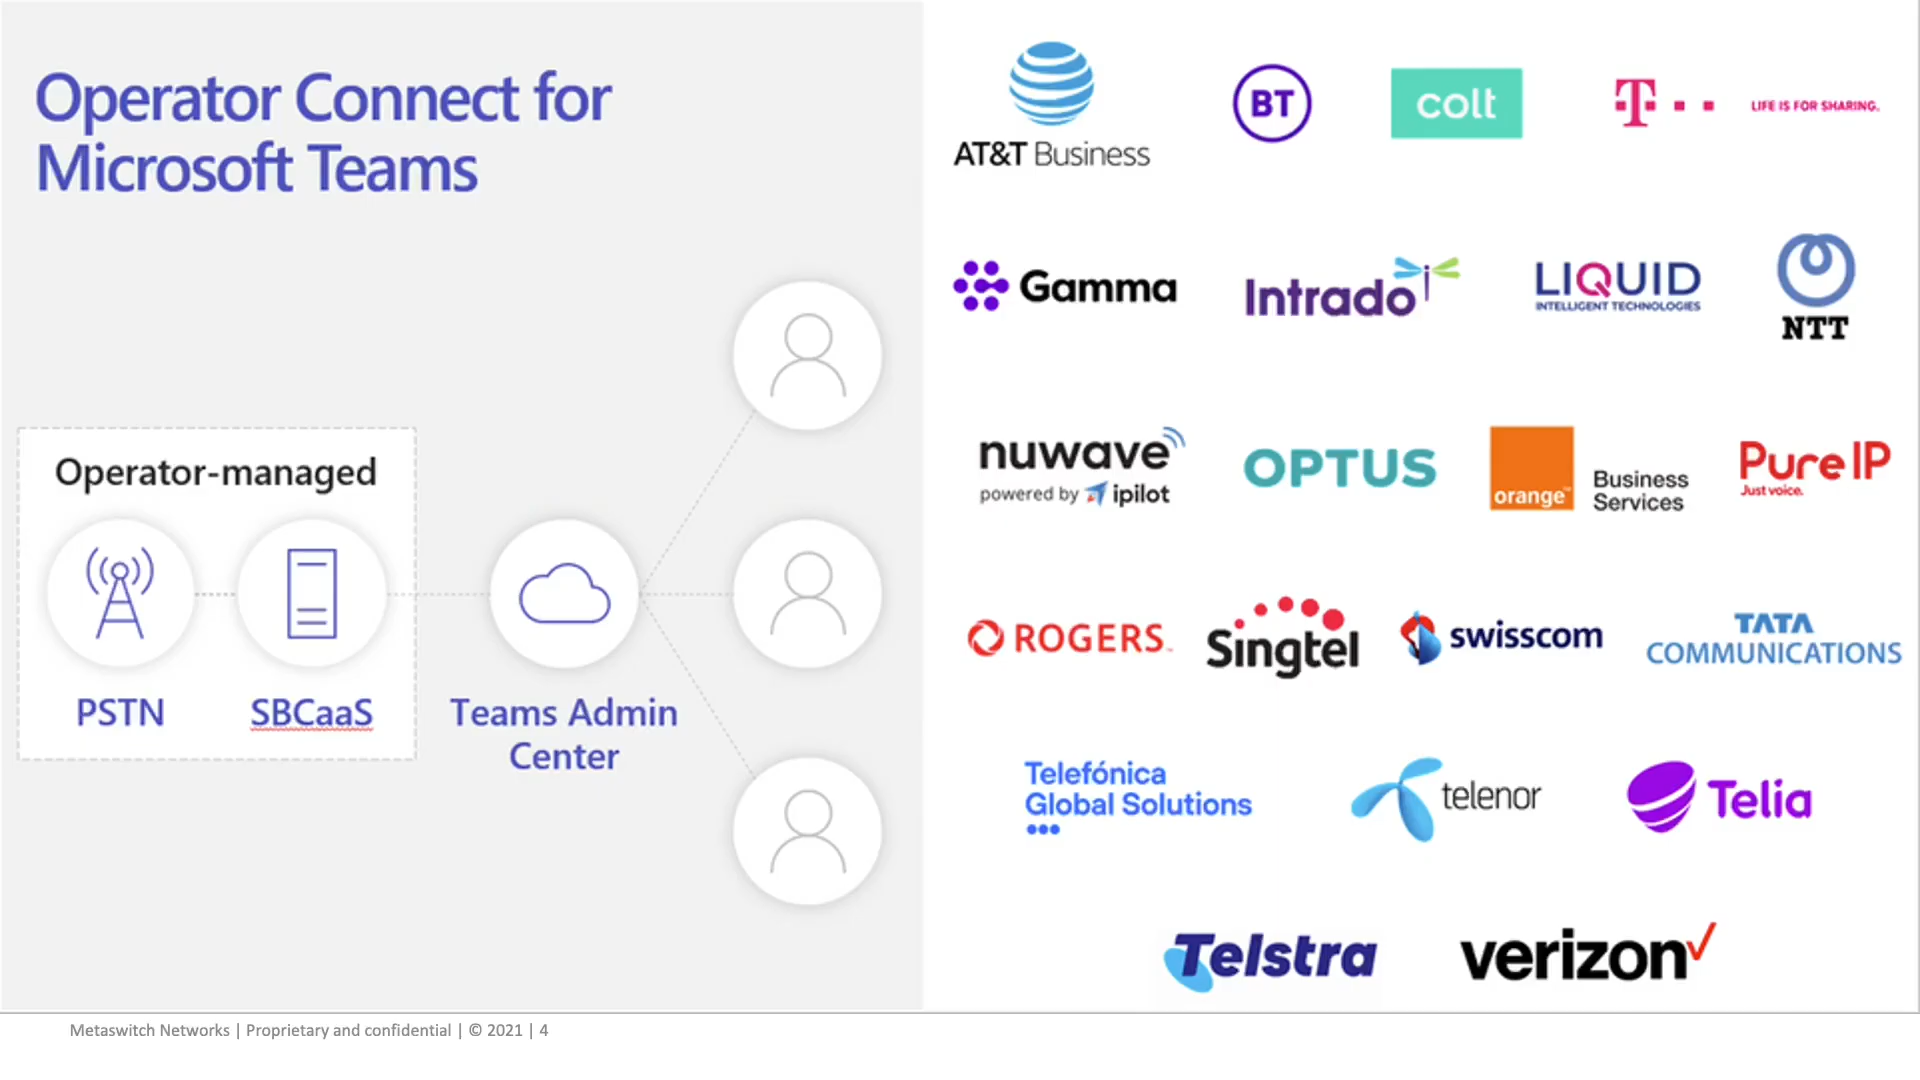 Operator Connect for
Microsoft Teams
Operator-managed
PSTN
SBCaaS
Teams Admin
Center
AT&T Business
BT
colt
T
LIFE IS FOR SHARING.
Gamma
Intrado
LIQUID
INTELLIGENT TECHNOLOGIES
NTT
nuwave
powered by ipilot
OPTUS
orange™
Business
Services
Pure IP
Just voice.
ROGERS™
Singtel
swisscom
TATA
COMMUNICATIONS
Telefónica
Global Solutions
telenor
Telia
Telstra
verizon
Metaswitch Networks | Proprietary and confidential | © 2021 | 4